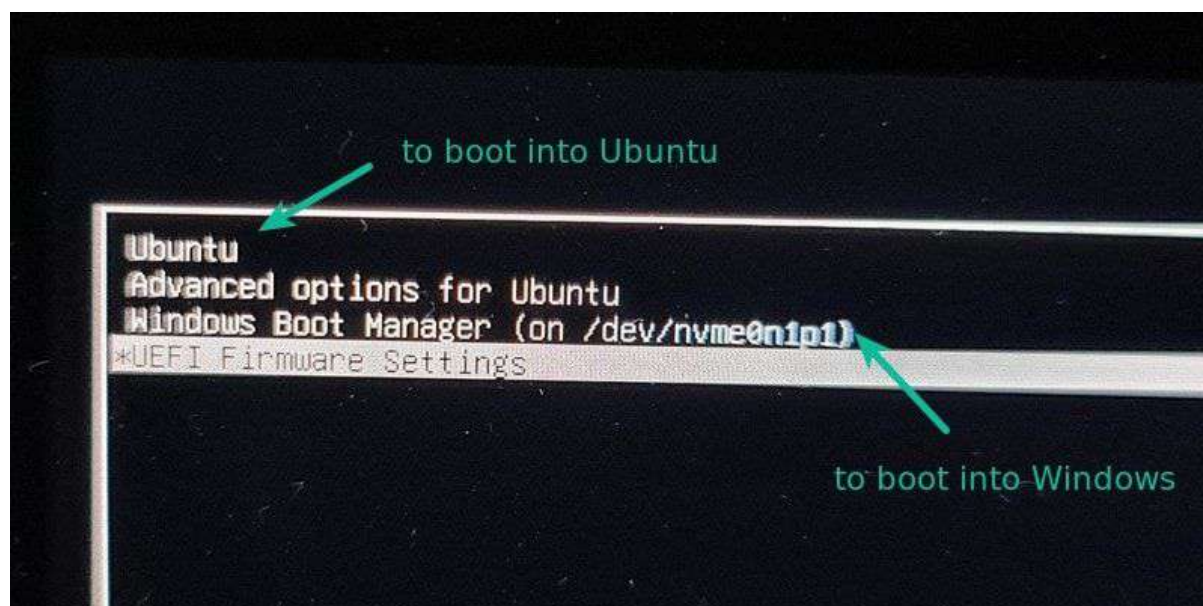 to boot into Ubuntu
Ubuntu
Advanced options for Ubuntu
Windows Boot Manager (on /dev/nvme0n1p1)
*UEFI Firmware Settings
to boot into Windows